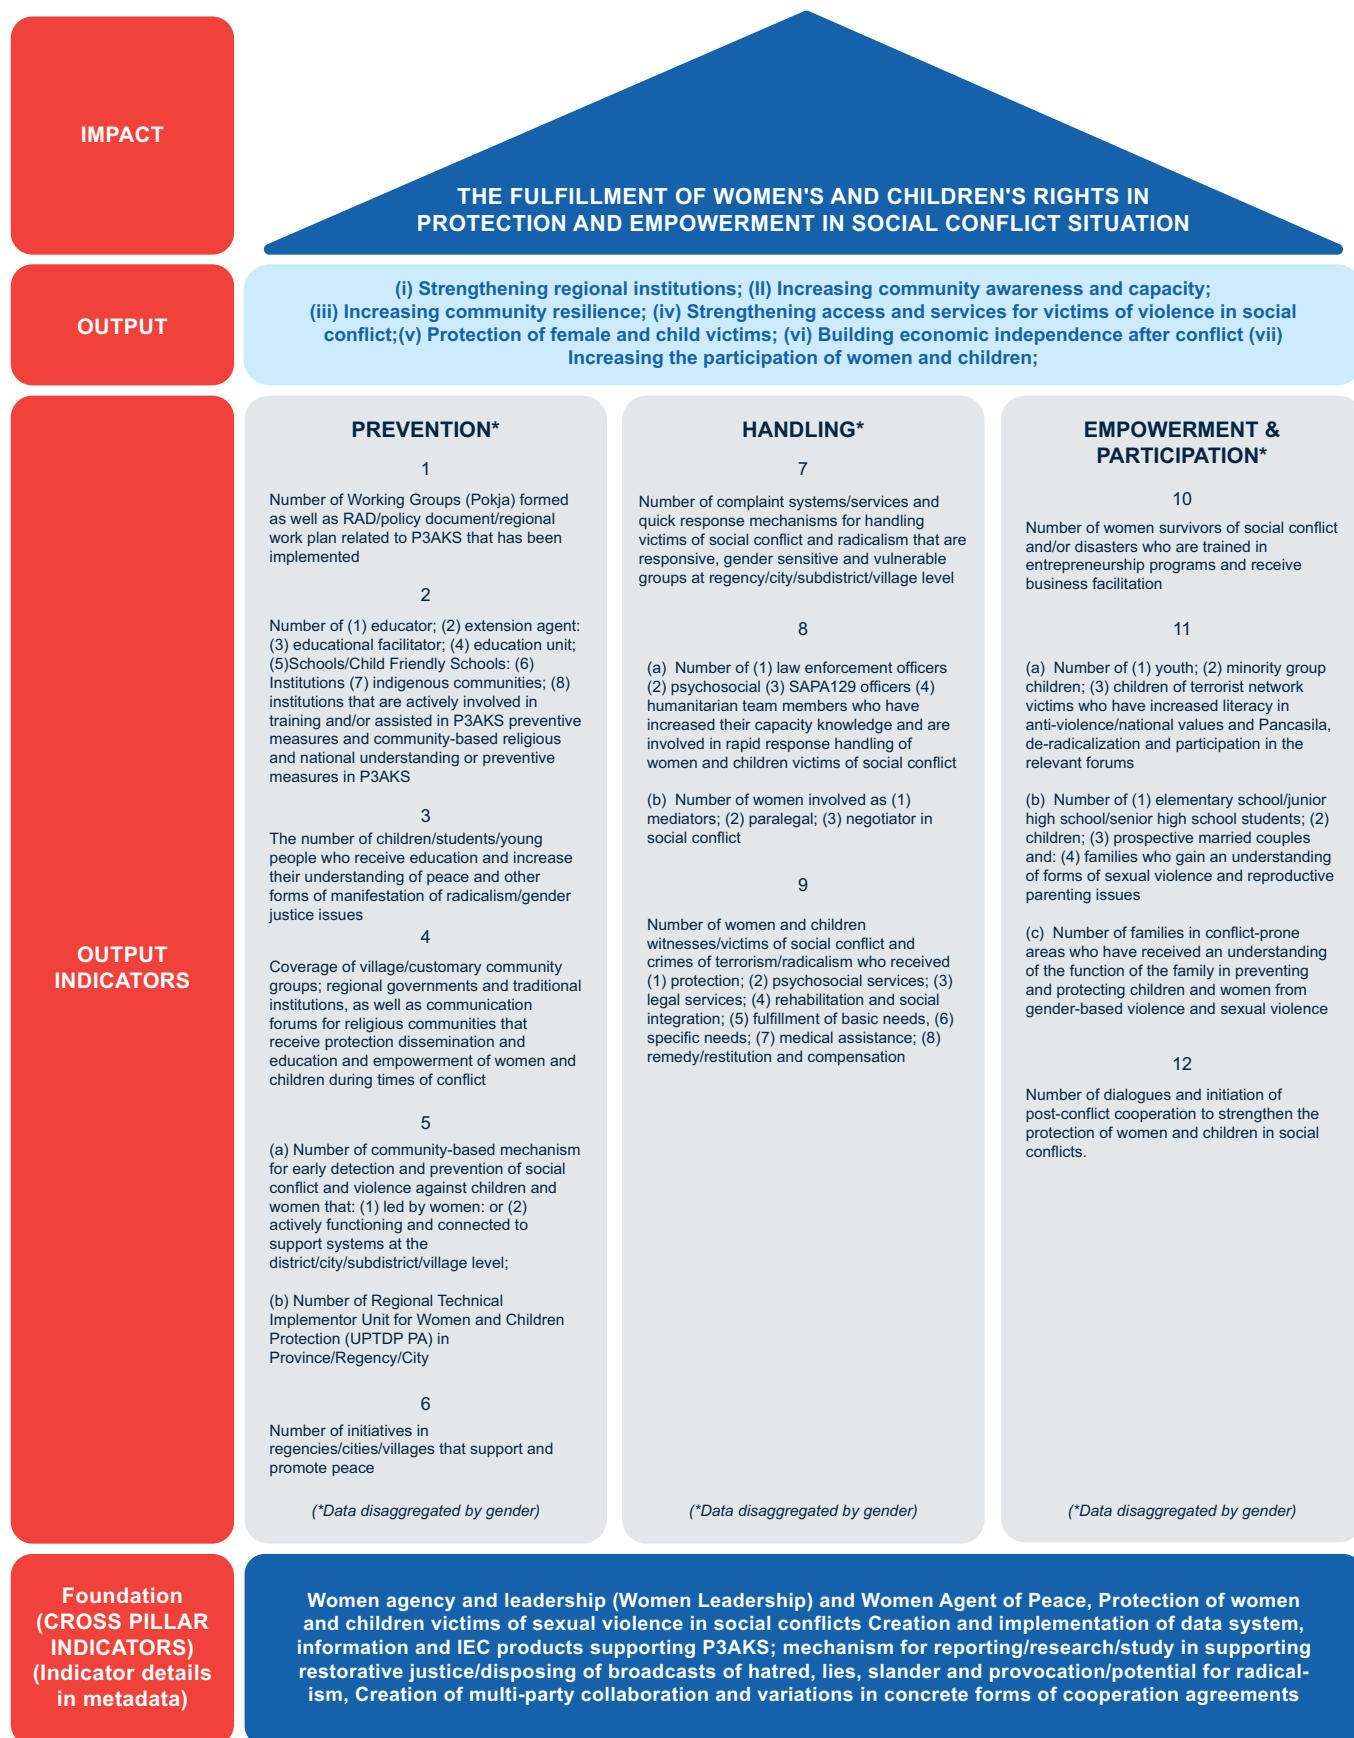 IMPACT
THE FULFILLMENT OF WOMEN'S AND CHILDREN'S RIGHTS IN
PROTECTION AND EMPOWERMENT IN SOCIAL CONFLICT SITUATION
OUTPUT
(i) Strengthening regional institutions; (II) Increasing community awareness and capacity;
(iii) Increasing community resilience; (iv) Strengthening access and services for victims of violence in social
conflict;(v) Protection of female and child victims; (vi) Building economic independence after conflict (vii)
Increasing the participation of women and children;
OUTPUT
INDICATORS
PREVENTION*
1
Number of Working Groups (Pokja) formed
as well as RAD/policy document/regional
work plan related to P3AKS that has been
implemented
2
Number of (1) educator; (2) extension agent:
(3) educational facilitator; (4) education unit;
(5)Schools/Child Friendly Schools: (6)
Institutions (7) indigenous communities; (8)
institutions that are actively involved in
training and/or assisted in P3AKS preventive
measures and community-based religious
and national understanding or preventive
measures in P3AKS
3
The number of children/students/young
people who receive education and increase
their understanding of peace and other
forms of manifestation of radicalism/gender
justice issues
4
Coverage of village/customary community
groups; regional governments and traditional
institutions, as well as communication
forums for religious communities that
receive protection dissemination and
education and empowerment of women and
children during times of conflict
5
(a) Number of community-based mechanism
for early detection and prevention of social
conflict and violence against children and
women that: (1) led by women: or (2)
actively functioning and connected to
support systems at the
district/city/subdistrict/village level;
(b) Number of Regional Technical
Implementor Unit for Women and Children
Protection (UPTDP PA) in
Province/Regency/City
6
Number of initiatives in
regencies/cities/villages that support and
promote peace
(*Data disaggregated by gender)
HANDLING*
7
Number of complaint systems/services and
quick response mechanisms for handling
victims of social conflict and radicalism that are
responsive, gender sensitive and vulnerable
groups at regency/city/subdistrict/village level
8
(a) Number of (1) law enforcement officers
(2) psychosocial (3) SAPA129 officers (4)
humanitarian team members who have
increased their capacity knowledge and are
involved in rapid response handling of
women and children victims of social conflict
(b) Number of women involved as (1)
mediators; (2) paralegal; (3) negotiator in
social conflict
9
Number of women and children
witnesses/victims of social conflict and
crimes of terrorism/radicalism who received
(1) protection; (2) psychosocial services; (3)
legal services; (4) rehabilitation and social
integration; (5) fulfillment of basic needs, (6)
specific needs; (7) medical assistance; (8)
remedy/restitution and compensation
(*Data disaggregated by gender)
EMPOWERMENT &
PARTICIPATION*
10
Number of women survivors of social conflict
and/or disasters who are trained in
entrepreneurship programs and receive
business facilitation
11
(a) Number of (1) youth; (2) minority group
children; (3) children of terrorist network
victims who have increased literacy in
anti-violence/national values and Pancasila,
de-radicalization and participation in the
relevant forums
(b) Number of (1) elementary school/junior
high school/senior high school students; (2)
children; (3) prospective married couples
and: (4) families who gain an understanding
of forms of sexual violence and reproductive
parenting issues
(c) Number of families in conflict-prone
areas who have received an understanding
of the function of the family in preventing
and protecting children and women from
gender-based violence and sexual violence
12
Number of dialogues and initiation of
post-conflict cooperation to strengthen the
protection of women and children in social
conflicts.
(*Data disaggregated by gender)
Foundation
(CROSS PILLAR
INDICATORS)
(Indicator details
in metadata)
Women agency and leadership (Women Leadership) and Women Agent of Peace, Protection of women
and children victims of sexual violence in social conflicts Creation and implementation of data system,
information and IEC products supporting P3AKS; mechanism for reporting/research/study in supporting
restorative justice/disposing of broadcasts of hatred, lies, slander and provocation/potential for radical-
ism, Creation of multi-party collaboration and variations in concrete forms of cooperation agreements